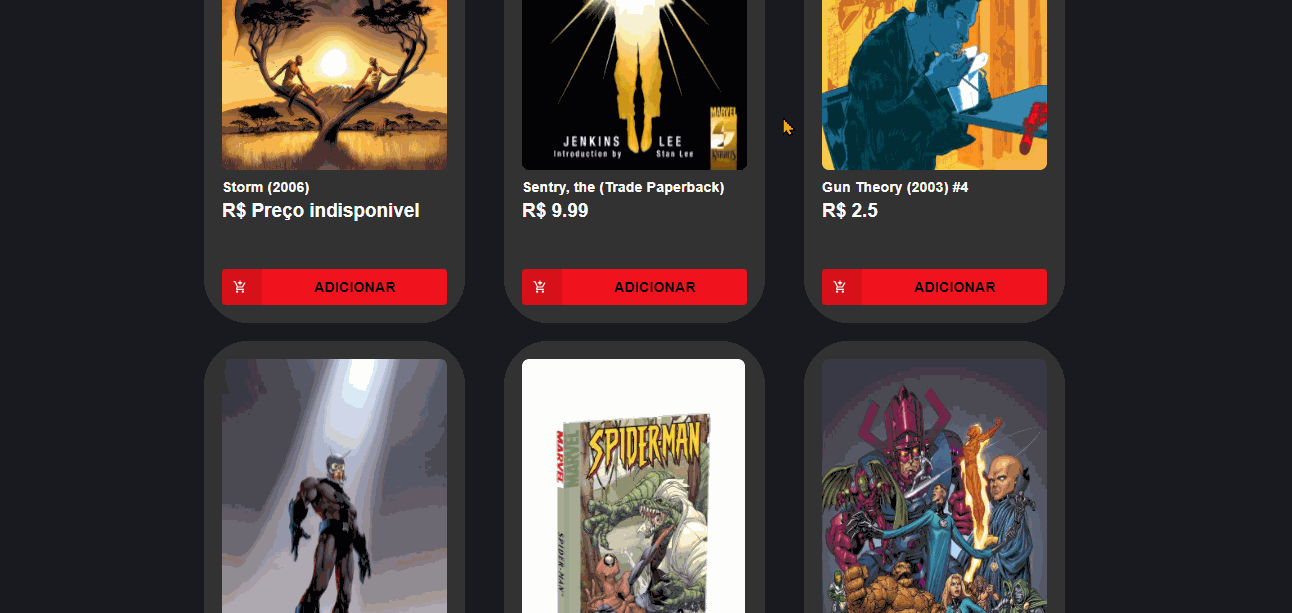 JENKINS LEE
Introduction by Stan Lee
MARVEL
KNIGHTS
Storm (2006)
R$ Preço indisponivel
Sentry, the (Trade Paperback)
R$ 9.99
Gun Theory (2003) #4
R$ 2.5
ADICIONAR
ADICIONAR
ADICIONAR
MARVEL
MARVEL
SPIDER-MAN
SPIDER-MAN